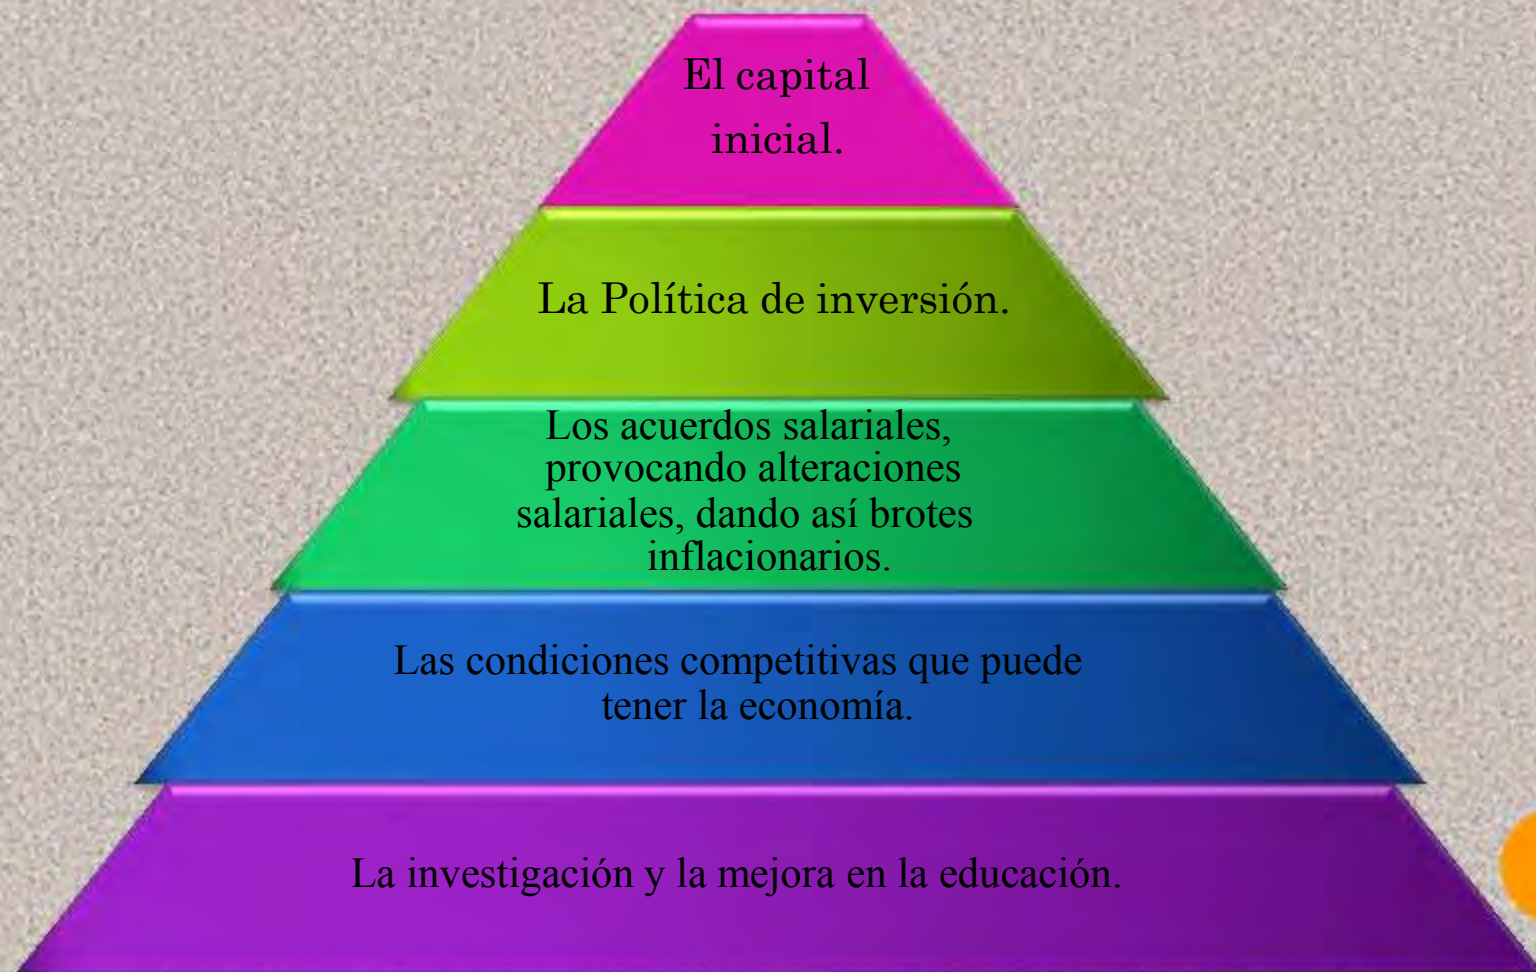 El capital
inicial.
La Política de inversión.
Los acuerdos salariales,
provocando alteraciones
salariales, dando así brotes
inflacionarios.
Las condiciones competitivas que puede
tener la economía.
La investigación y la mejora en la educación.